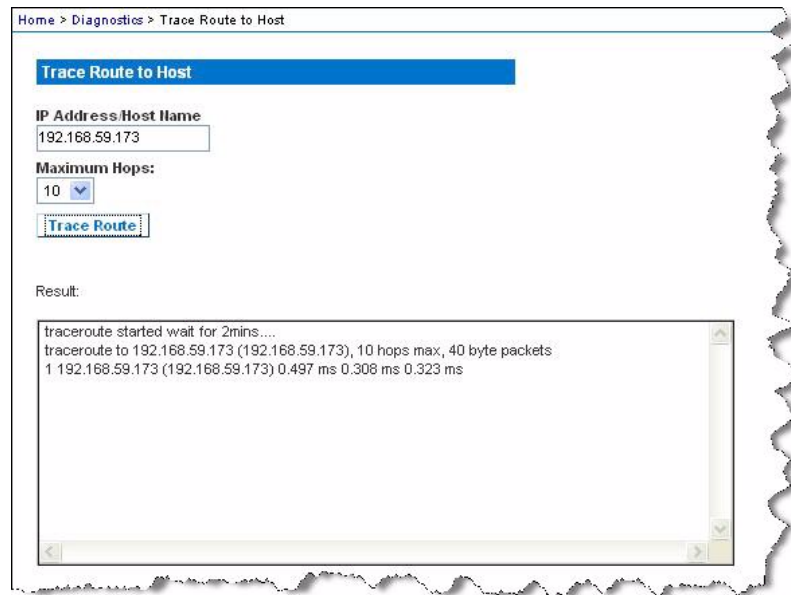 Home > Diagnostics > Trace Route to Host
Trace Route to Host
IP Address/Host Name
192.168.59.173
Maximum Hops:
10
Trace Route
Result:
traceroute started wait for 2mins....
traceroute to 192.168.59.173 (192.168.59.173), 10 hops max, 40 byte packets
1 192.168.59.173 (192.168.59.173) 0.497 ms 0.308 ms 0.323 ms